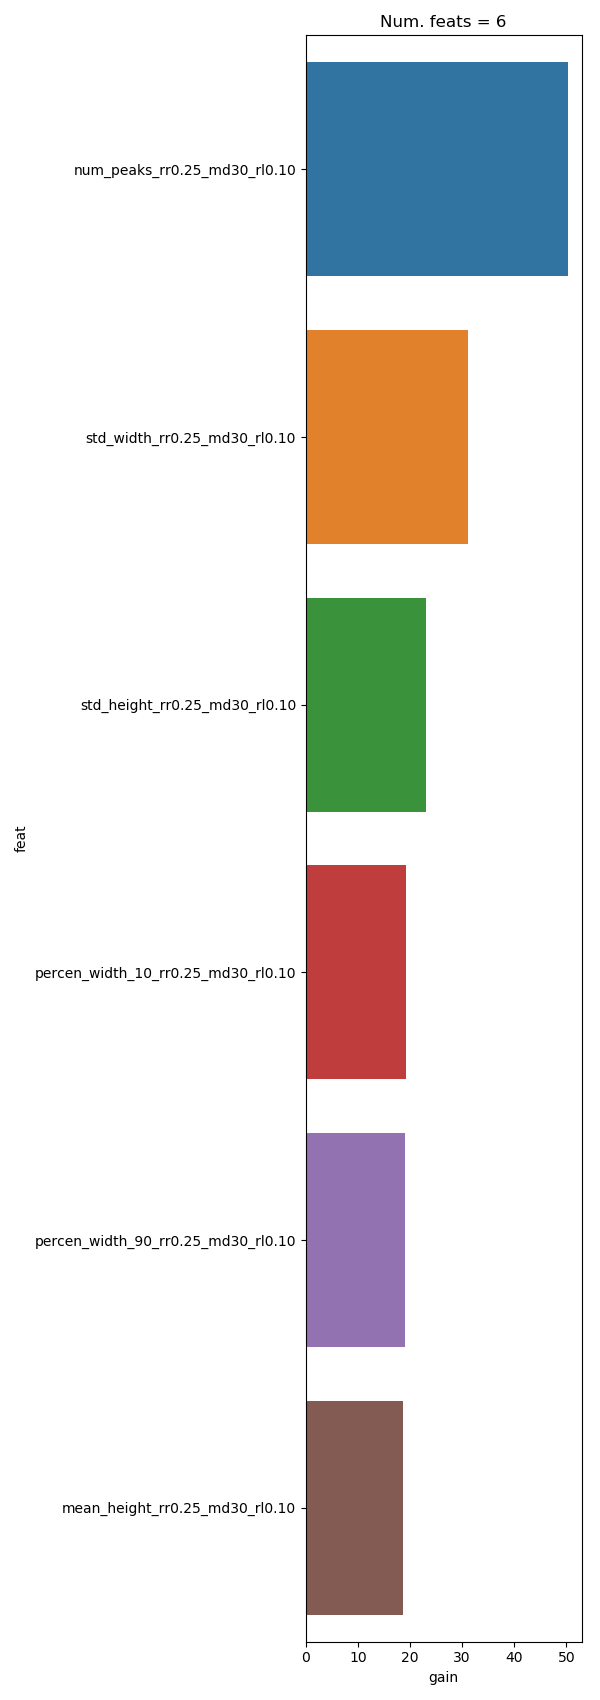 Num. feats = 6
num_peaks_rr0.25_md30_rl0.10
std_width_rr0.25_md30_rl0.10
std_height_rr0.25_md30_rl0.10
feat
percen_width_10_rr0.25_md30_rl0.10
percen_width_90_rr0.25_md30_rl0.10
mean_height_rr0.25_md30_rl0.10
0 10 20 30 40 50
gain